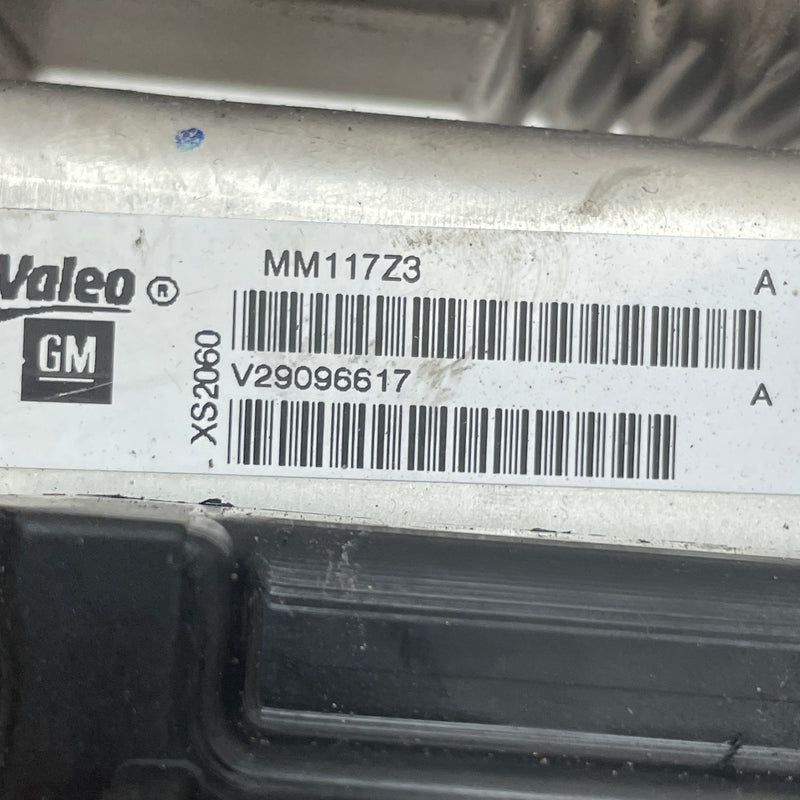 Valeo ®
GM
MM117Z3 A
XS2060
V29096617 A